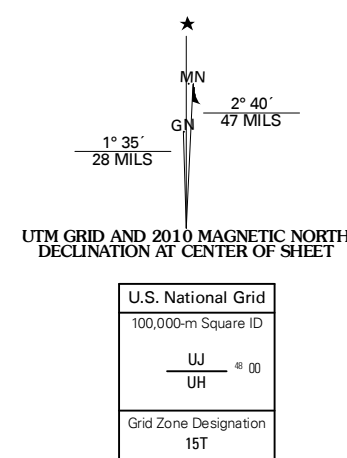 MN
2° 40´
47 MILS
GN
1° 35´
28 MILS
UTM GRID AND 2010 MAGNETIC NORTH
DECLINATION AT CENTER OF SHEET
U.S. National Grid
100,000-m Square ID
UJ
48 00
UH
Grid Zone Designation
15T